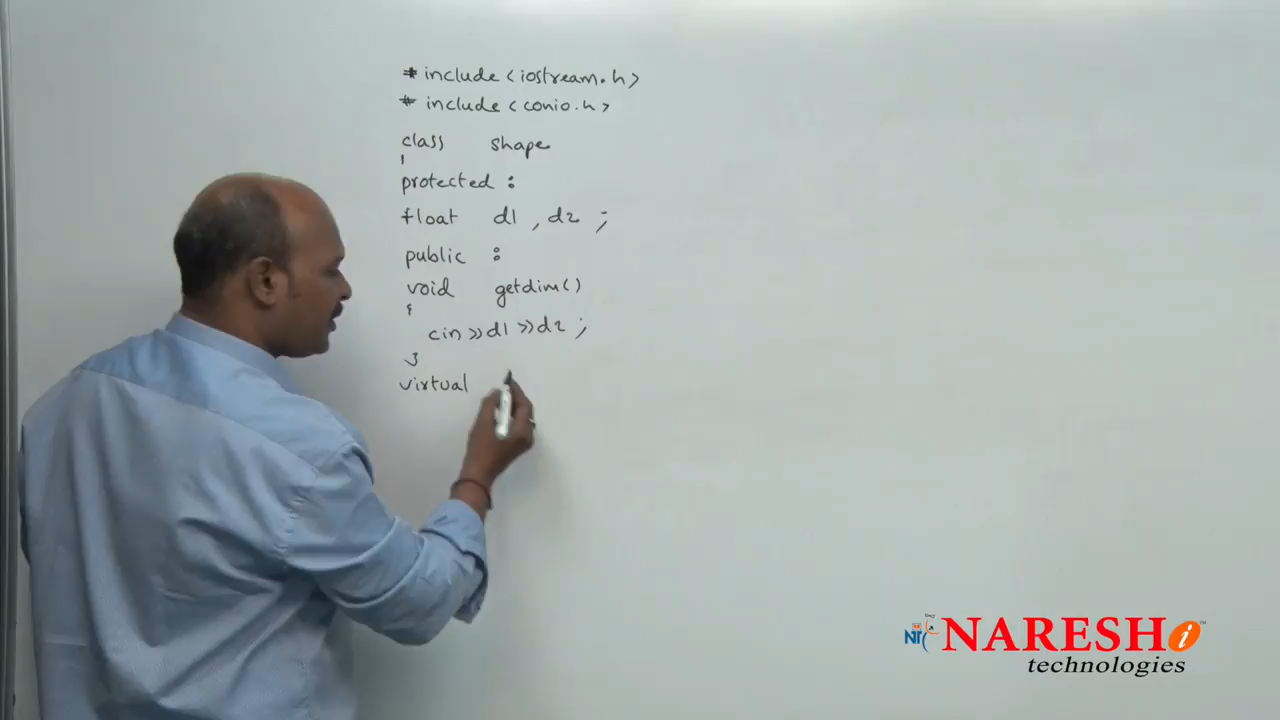 #include<iostream.h>
#include<conio.h>
class shape
{
protected :
float d1 , d2 ;
public :
void getdim()
{
cin>>d1>>d2 ;
}
virtual
NARESH i ™
technologies